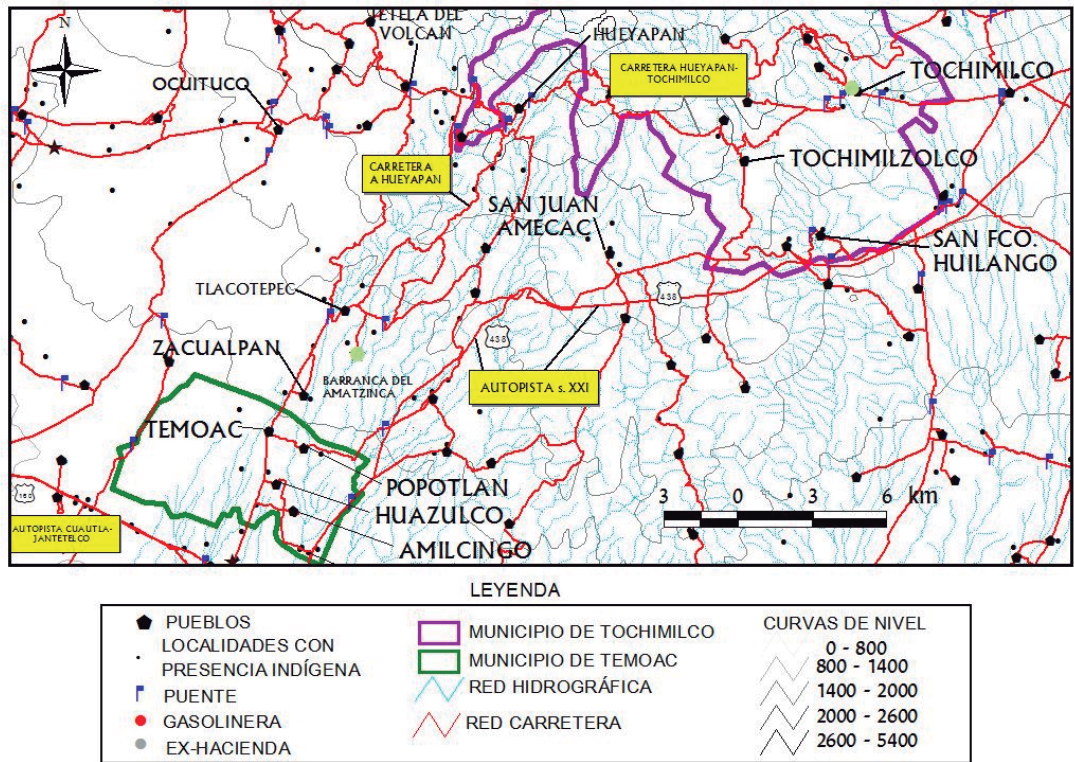 N
TETELA DEL
VOLCAN
HUEYAPAN
CARRETERA HUEYAPAN-
TOCHIMILCO
TOCHIMILCO
OCUITUCO
CARRETERA
A HUEYAPAN
TOCHIMILZOLCO
SAN JUAN
AMECAC
SAN FCO.
HUILANGO
TLACOTEPEC
438
438
ZACUALPAN
BARRANCA DEL
AMATZINCA
AUTOPISTA s. XXI
TEMOAC
POPOTLAN
HUAZULCO
AMILCINGO
3 0 3 6 km
160
AUTOPISTA CUAUTLA-
JANTETELCO
LEYENDA
PUEBLOS
LOCALIDADES CON
PRESENCIA INDÍGENA
PUENTE
GASOLINERA
EX-HACIENDA
MUNICIPIO DE TOCHIMILCO
MUNICIPIO DE TEMOAC
RED HIDROGRÁFICA
RED CARRETERA
CURVAS DE NIVEL
0 - 800
800 - 1400
1400 - 2000
2000 - 2600
2600 - 5400